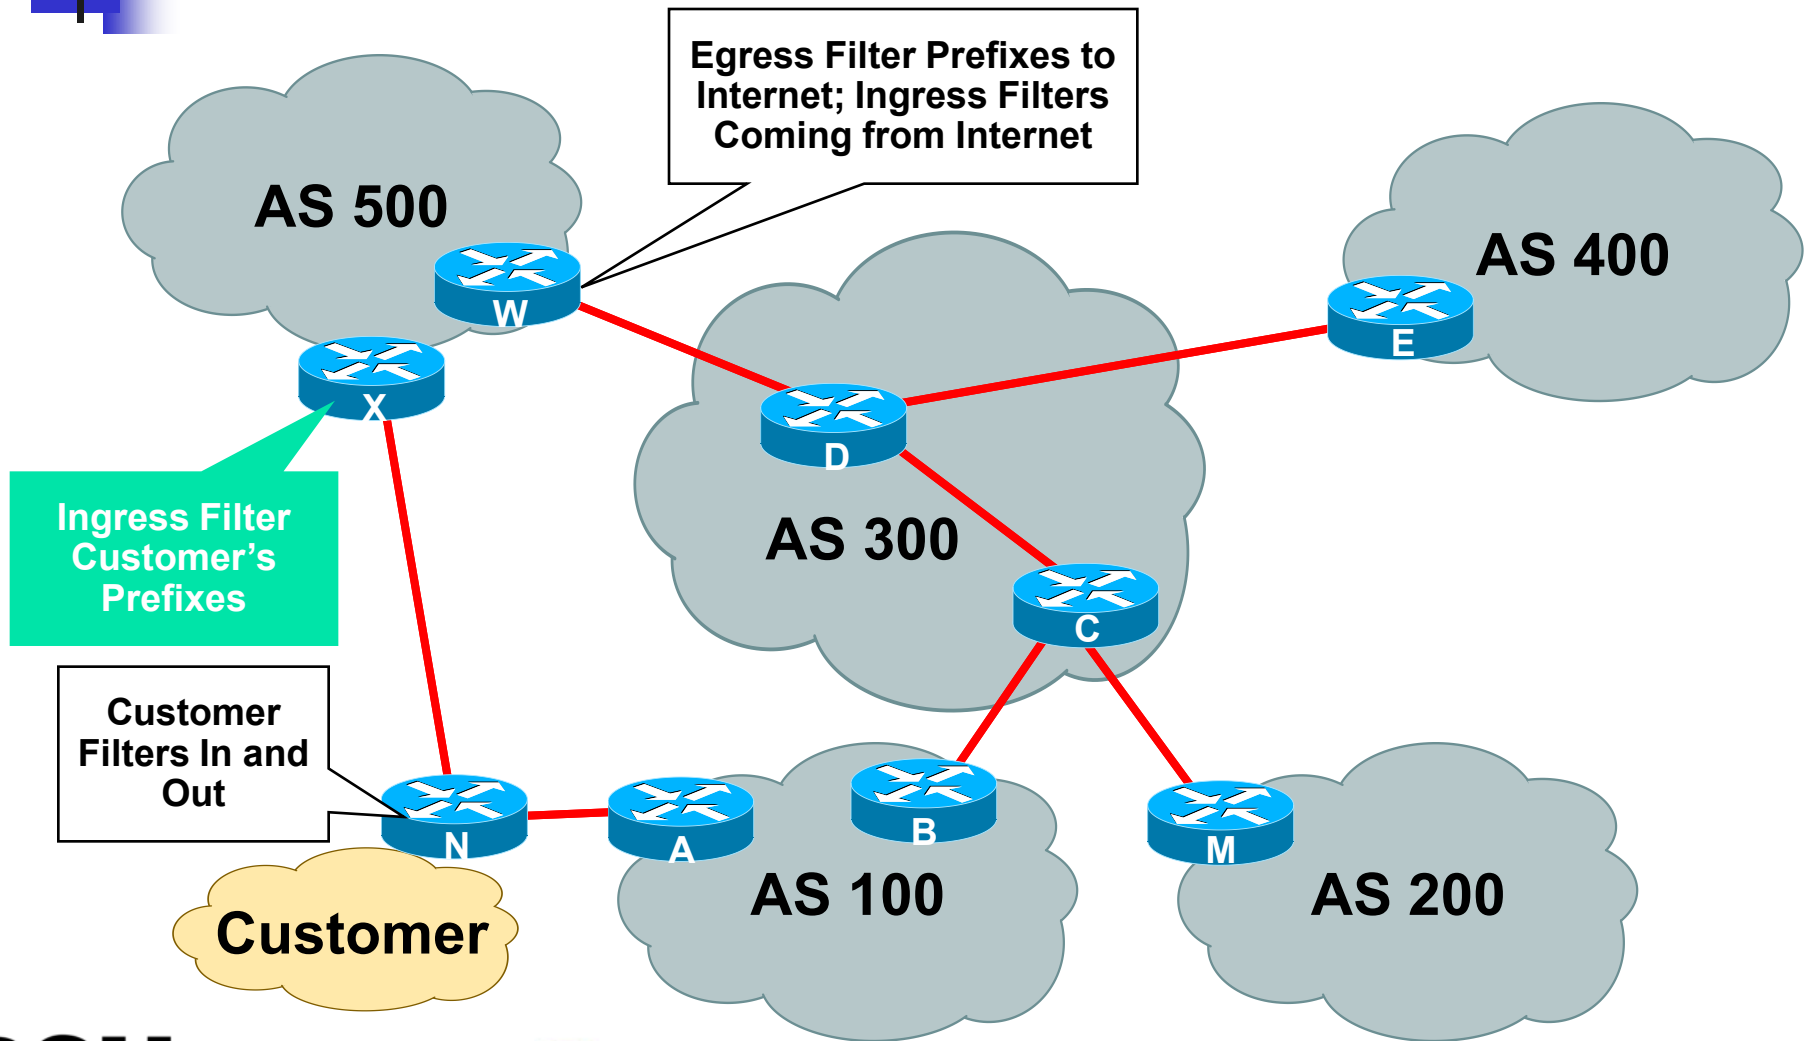 Egress Filter Prefixes to
Internet; Ingress Filters
Coming from Internet
AS 500
AS 400
W
E
X
D
Ingress Filter
Customer's
Prefixes
AS 300
C
Customer
Filters In and
Out
N
A
B
M
AS 100
AS 200
Customer